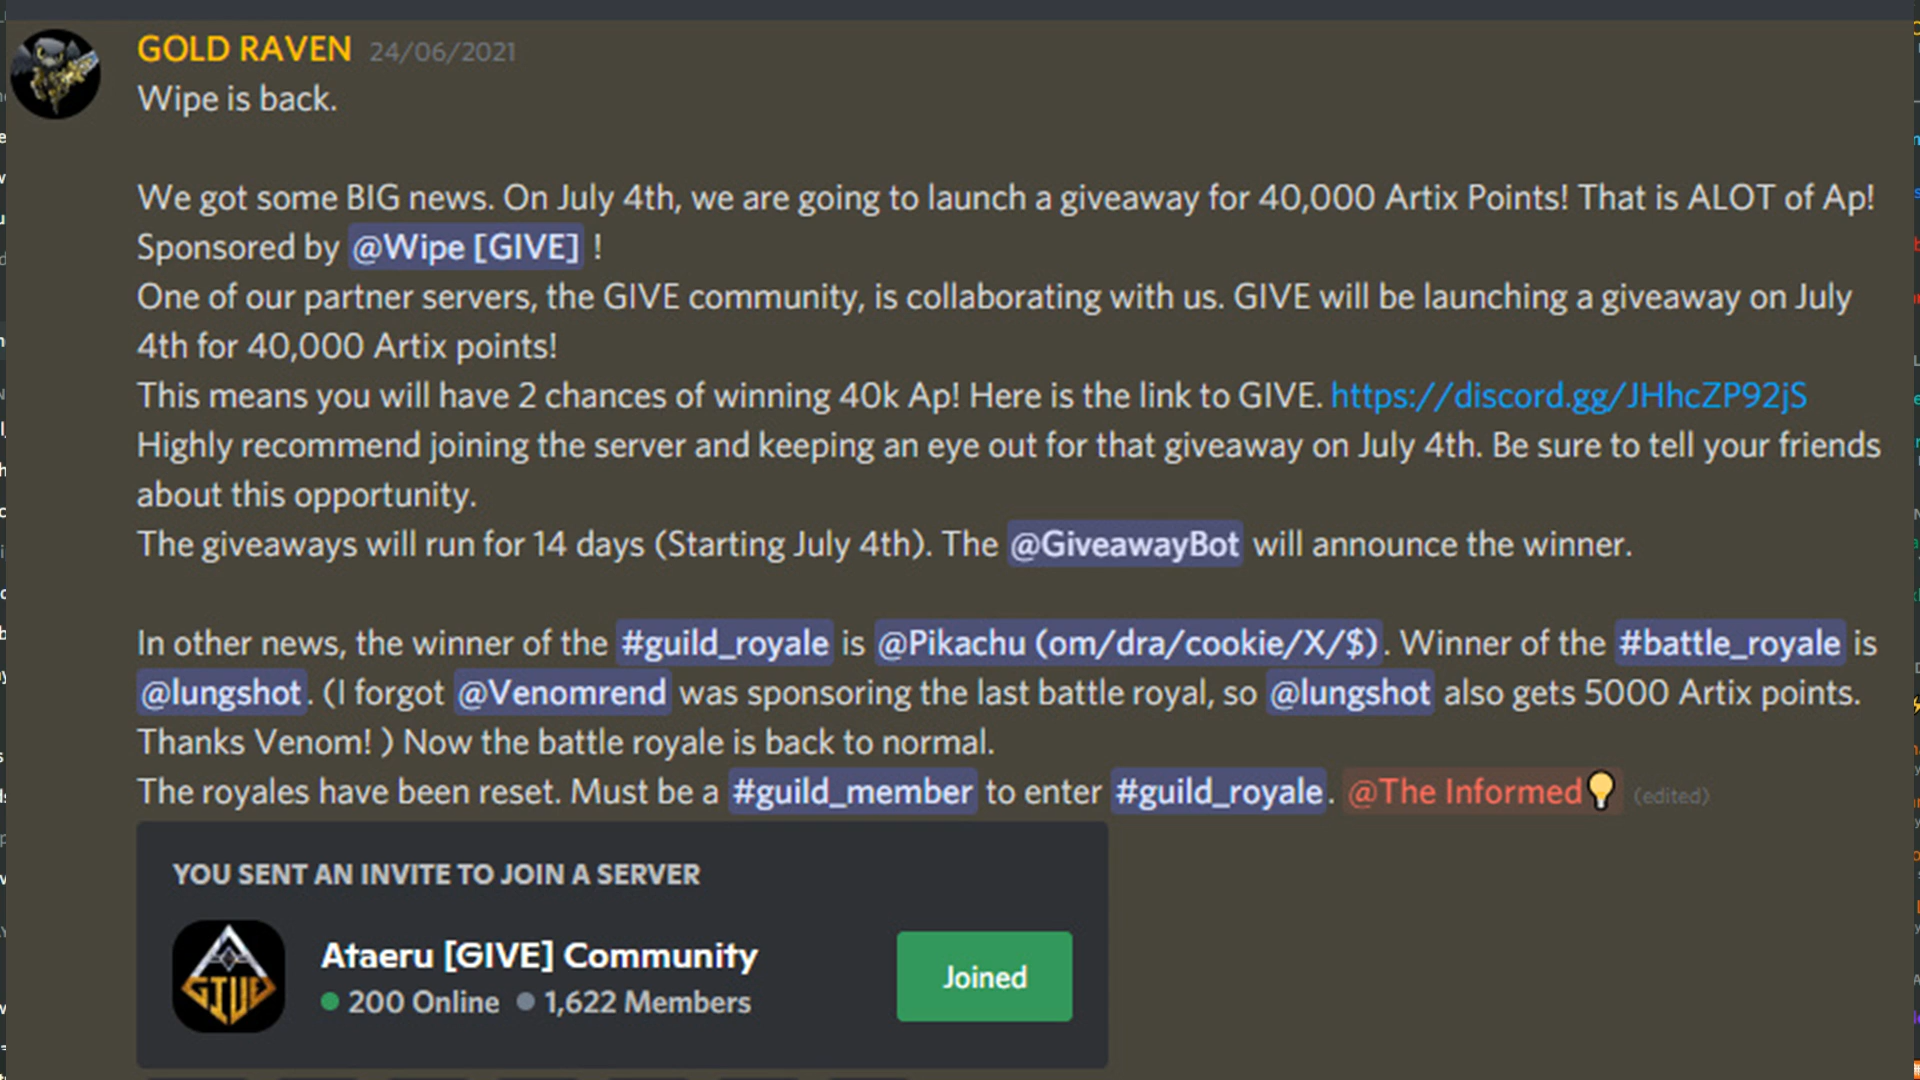 GOLD RAVEN 24/06/2021
Wipe is back.
We got some BIG news. On July 4th, we are going to launch a giveaway for 40,000 Artix Points! That is ALOT of Ap!
Sponsored by @Wipe [GIVE] !
One of our partner servers, the GIVE community, is collaborating with us. GIVE will be launching a giveaway on July
4th for 40,000 Artix points!
This means you will have 2 chances of winning 40k Ap! Here is the link to GIVE. https://discord.gg/JHhcZP92jS
Highly recommend joining the server and keeping an eye out for that giveaway on July 4th. Be sure to tell your friends
about this opportunity.
The giveaways will run for 14 days (Starting July 4th). The @GiveawayBot will announce the winner.
In other news, the winner of the #guild_royale is @Pikachu (om/dra/cookie/X/$). Winner of the #battle_royale is
@lungshot. (I forgot @Venomrend was sponsoring the last battle royal, so @lungshot also gets 5000 Artix points.
Thanks Venom! ) Now the battle royale is back to normal.
The royales have been reset. Must be a #guild_member to enter #guild_royale. @The Informed💡 (edited)
YOU SENT AN INVITE TO JOIN A SERVER
GIVE
Ataeru [GIVE] Community
200 Online 1,622 Members
Joined